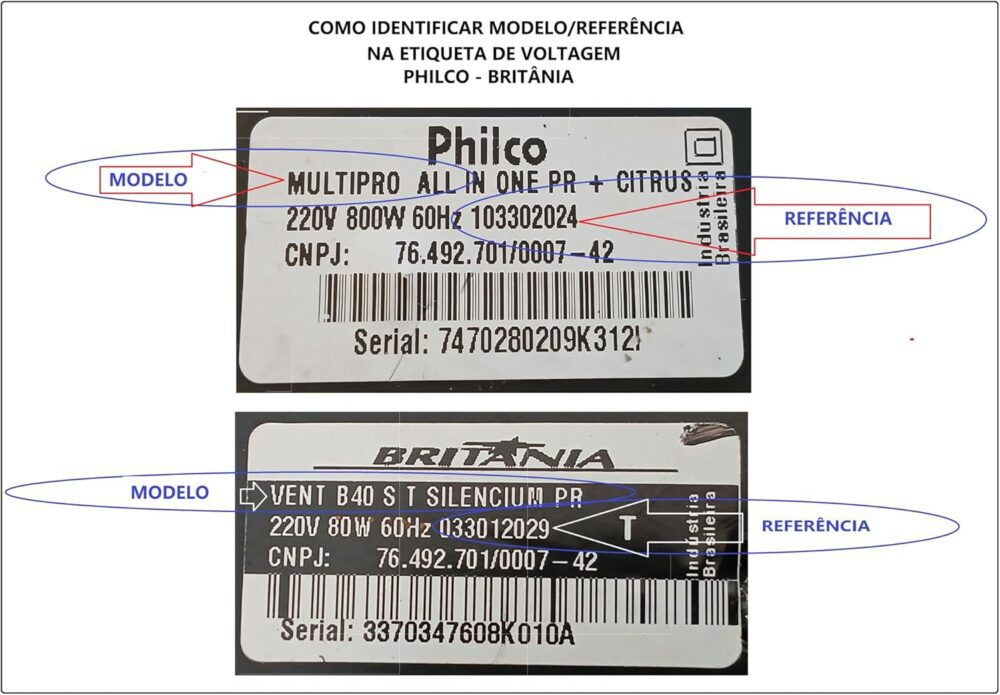 COMO IDENTIFICAR MODELO/REFERÊNCIA
NA ETIQUETA DE VOLTAGEM
PHILCO - BRITÂNIA
Philco
MODELO
MULTIPRO ALL IN ONE PR + CITRUS
220V 800W 60Hz 103302024
REFERÊNCIA
CNPJ: 76.492.701/0007-42
Indústria
Brasileira
Serial: 7470280209K312
BRITÂNIA
MODELO
VENT B40 S T SILENCIUM PR
220V 80W 60Hz 033012029
T
REFERÊNCIA
CNPJ: 76.492.701/0007-42
Indústria
Brasileira
Serial: 3370347608K010A